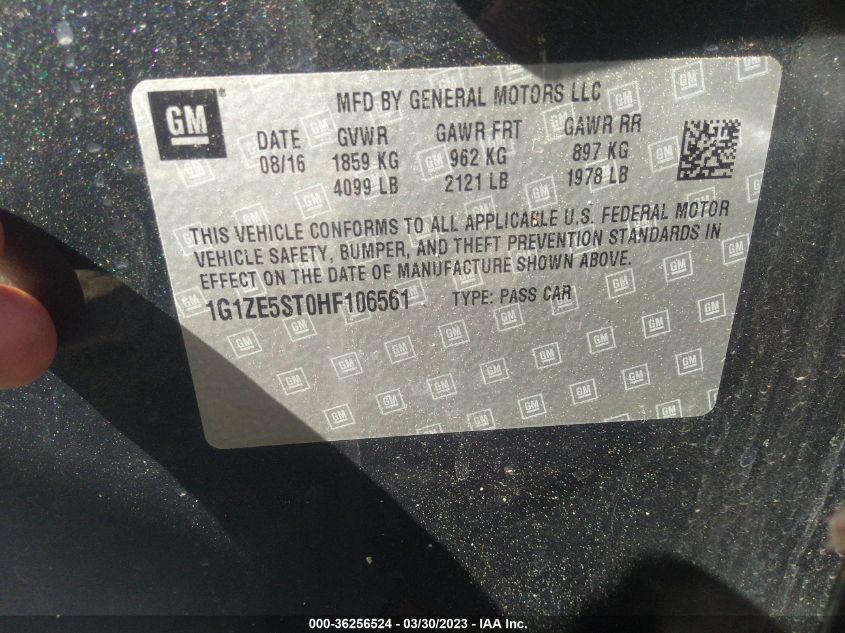 GM
MFD BY GENERAL MOTORS LLC
DATE GVWR GAWR FRT GAWR RR
08/16 1859 KG 962 KG 897 KG
4099 LB 2121 LB 1978 LB
THIS VEHICLE CONFORMS TO ALL APPLICABLE U.S. FEDERAL MOTOR
VEHICLE SAFETY, BUMPER, AND THEFT PREVENTION STANDARDS IN
EFFECT ON THE DATE OF MANUFACTURE SHOWN ABOVE.
1G1ZE5ST0HF106561 TYPE: PASS CAR
000-36256524 - 03/30/2023 - IAA Inc.